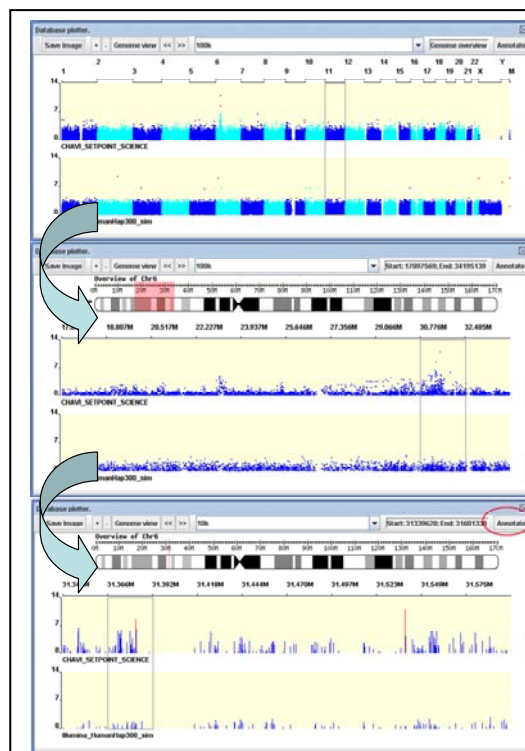 Database plotter.
Save Image + - Genome view << >> 100k Genome overview Annotate
2 4 6 8 10 12 14 16 18 20 22 Y
1 3 5 7 9 11 13 15 17 19 21 X M
14
7
0
CHAVI_SETPOINT_SCIENCE
14
7
0
umanHap300_sim
Database plotter.
Save Image + - Genome view << >> 100k Start: 17097569; End: 34195139 Annotate
Overview of Chr6
0M 10M 20M 30M 40M 50M 60M 70M 80M 90M 100M 110M 120M 130M 140M 150M 160M 170M
18.807M 20.517M 22.227M 23.937M 25.646M 27.356M 29.066M 30.776M 32.485M
14
7
0
CHAVI_SETPOINT_SCIENCE
14
7
0
umanHap300_sim
Database plotter.
Save Image + - Genome view << >> 10k Annotate
Overview of Chr6
0M 10M 20M 30M 40M 50M 60M 70M 80M 90M 100M 110M 120M 130M 140M 150M 160M 170M
31.366M 31.392M 31.418M 31.444M 31.470M 31.497M 31.523M 31.549M 31.575M
14
7
0
CHAVI_SETPOINT_SCIENCE
14
7
0
Illumina_HumanHap300_sim